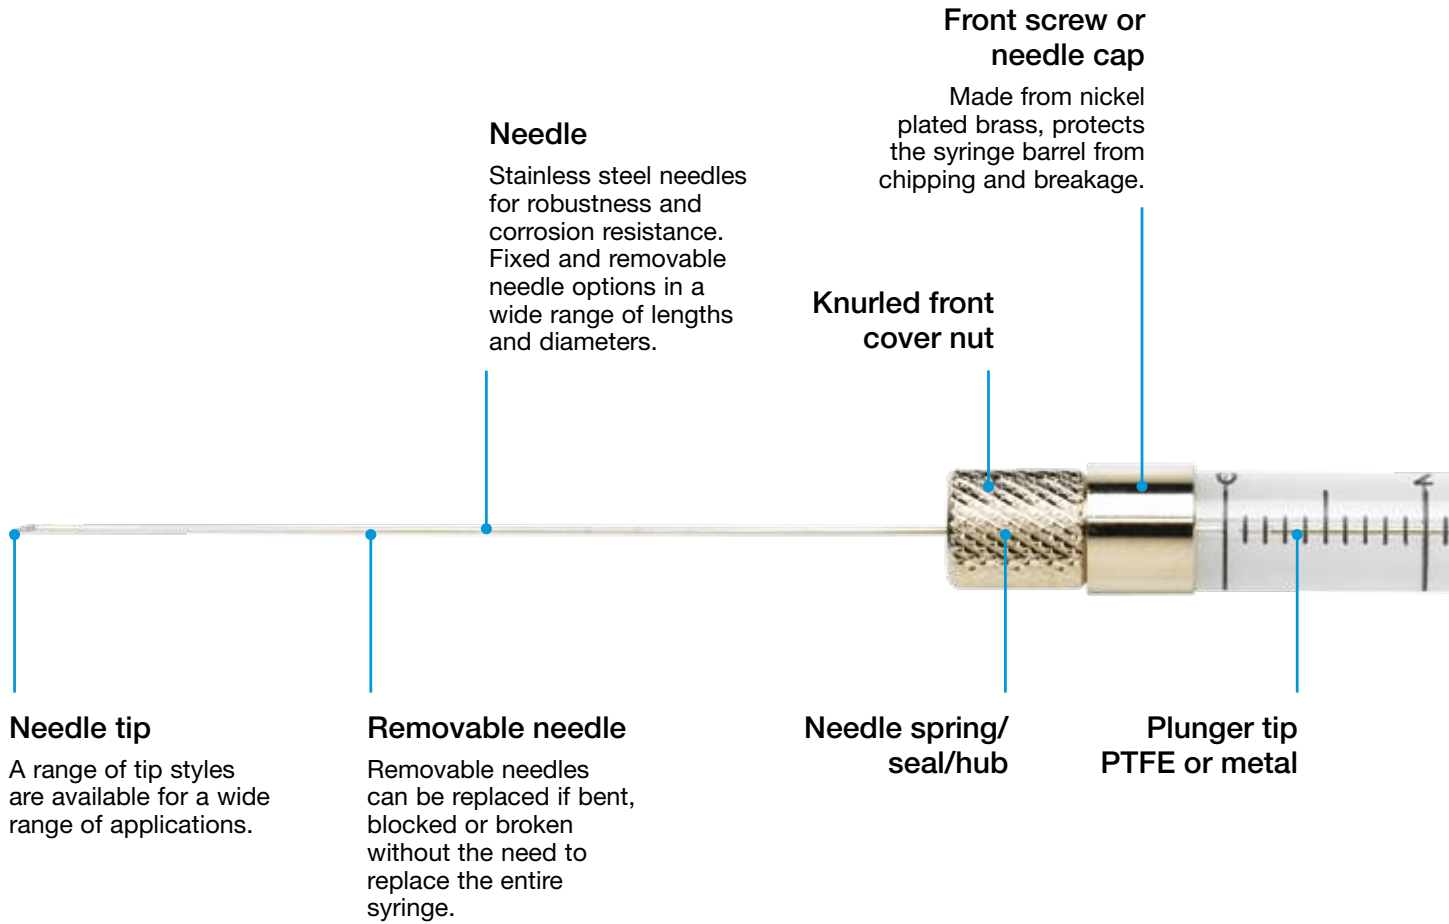 Front screw or
needle cap
Made from nickel
plated brass, protects
the syringe barrel from
chipping and breakage.
Needle
Stainless steel needles
for robustness and
corrosion resistance.
Fixed and removable
needle options in a
wide range of lengths
and diameters.
Knurled front
cover nut
Needle tip
A range of tip styles
are available for a wide
range of applications.
Removable needle
Removable needles
can be replaced if bent,
blocked or broken
without the need to
replace the entire
syringe.
Needle spring/
seal/hub
Plunger tip
PTFE or metal